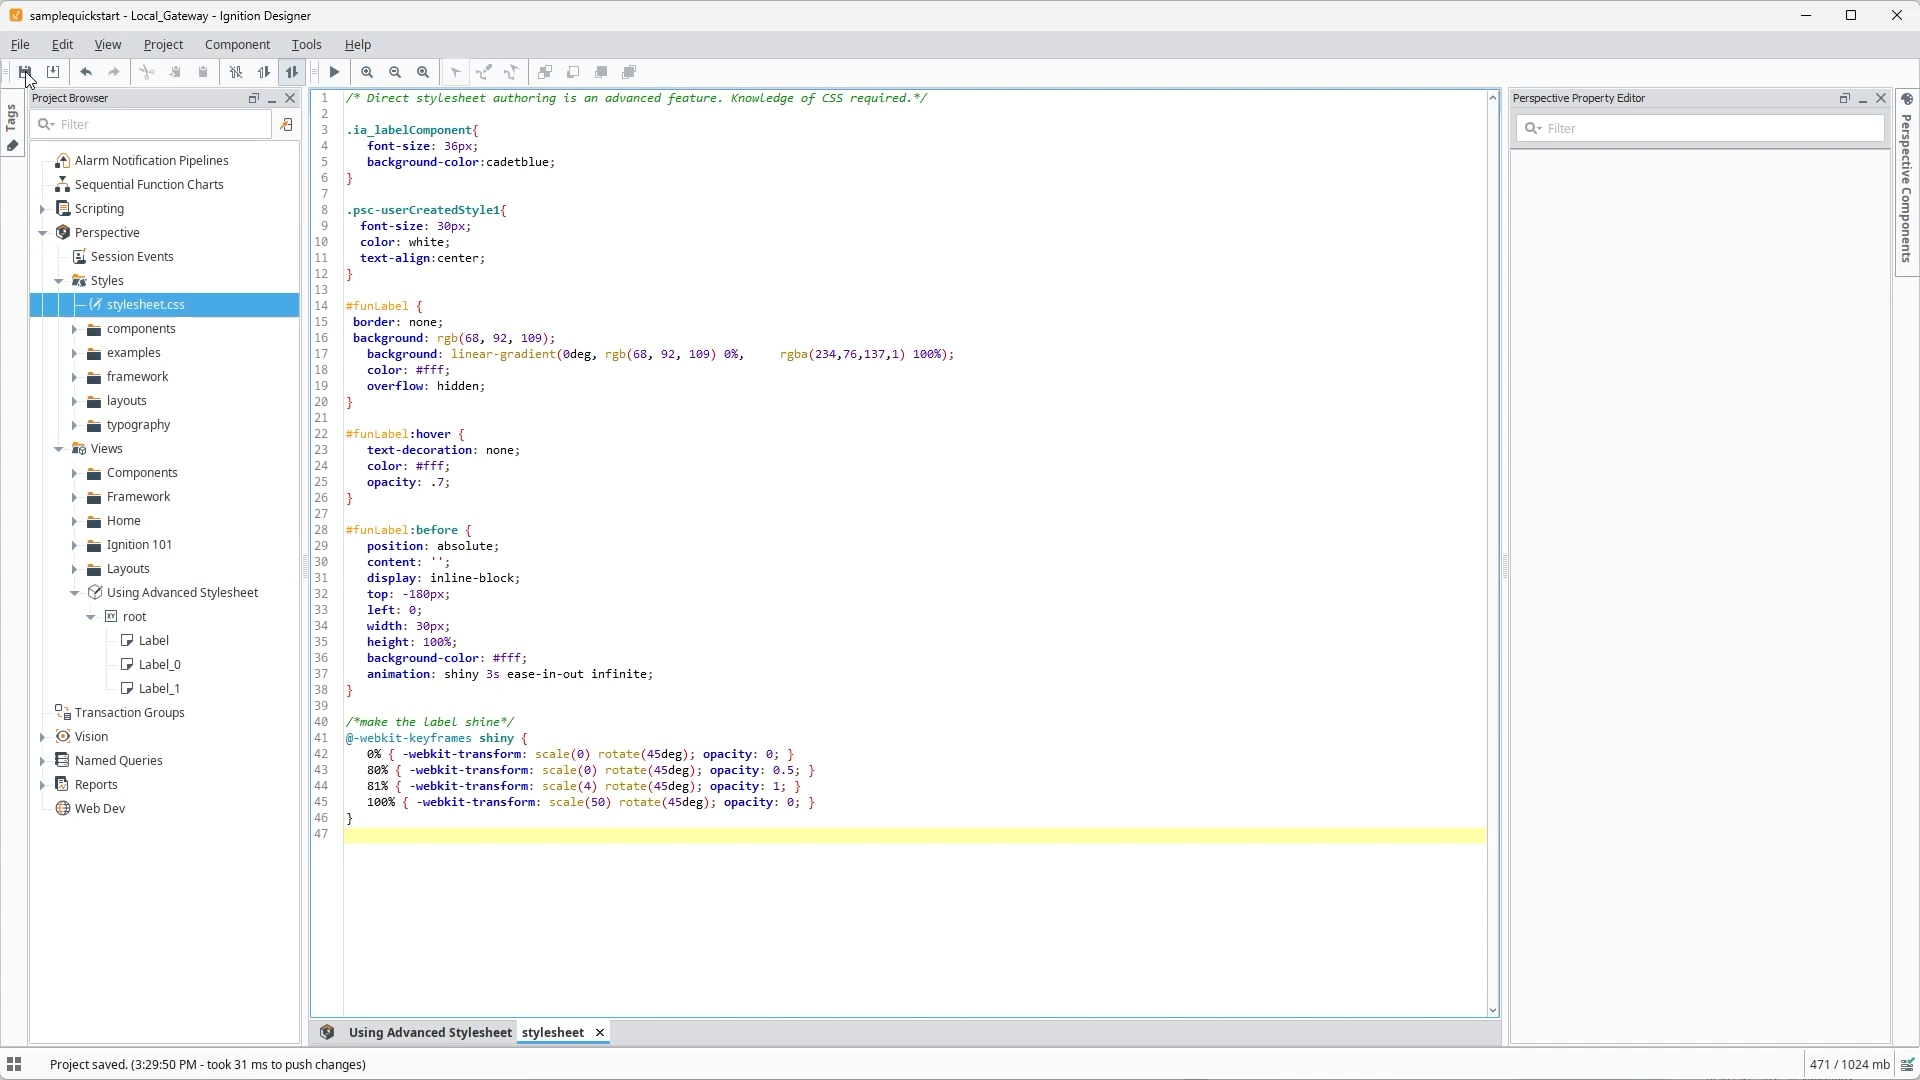 samplequickstart - Local_Gateway - Ignition Designer
File Edit View Project Component Tools Help
Tags
Project Browser
Filter
Alarm Notification Pipelines
Sequential Function Charts
Scripting
Perspective
Session Events
Styles
stylesheet.css
components
examples
framework
layouts
typography
Views
Components
Framework
Home
Ignition 101
Layouts
Using Advanced Stylesheet
root
Label
Label_0
Label_1
Transaction Groups
Vision
Named Queries
Reports
Web Dev
1 /* Direct stylesheet authoring is an advanced feature. Knowledge of CSS required.*/
2
3 .ia_labelComponent{
4 font-size: 36px;
5 background-color:cadetblue;
6 }
7
8 .psc-userCreatedStyle1{
9 font-size: 30px;
10 color: white;
11 text-align:center;
12 }
13
14 #funLabel {
15 border: none;
16 background: rgb(68, 92, 109);
17 background: linear-gradient(0deg, rgb(68, 92, 109) 0%, rgba(234,76,137,1) 100%);
18 color: #fff;
19 overflow: hidden;
20 }
21
22 #funLabel:hover {
23 text-decoration: none;
24 color: #fff;
25 opacity: .7;
26 }
27
28 #funLabel:before {
29 position: absolute;
30 content: '';
31 display: inline-block;
32 top: -180px;
33 left: 0;
34 width: 30px;
35 height: 100%;
36 background-color: #fff;
37 animation: shiny 3s ease-in-out infinite;
38 }
39
40 /*make the label shine*/
41 @-webkit-keyframes shiny {
42 0% { -webkit-transform: scale(0) rotate(45deg); opacity: 0; }
43 80% { -webkit-transform: scale(0) rotate(45deg); opacity: 0.5; }
44 81% { -webkit-transform: scale(4) rotate(45deg); opacity: 1; }
45 100% { -webkit-transform: scale(50) rotate(45deg); opacity: 0; }
46 }
47
Using Advanced Stylesheet stylesheet
Perspective Property Editor
Filter
Perspective Components
Project saved. (3:29:50 PM - took 31 ms to push changes)
471 / 1024 mb